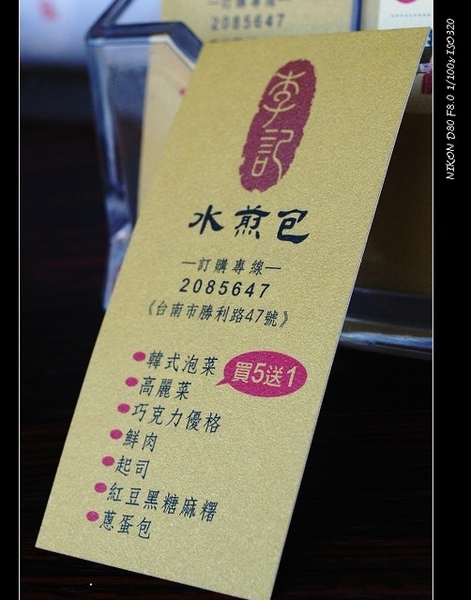 李記
水煎包
—訂購專線—
2085647
《台南市勝利路47號》
韓式泡菜
高麗菜
買5送1
巧克力優格
鮮肉
起司
紅豆黑糖麻糬
蔥蛋包
2085647
NIKON D80 F8.0 1/100y ISO320